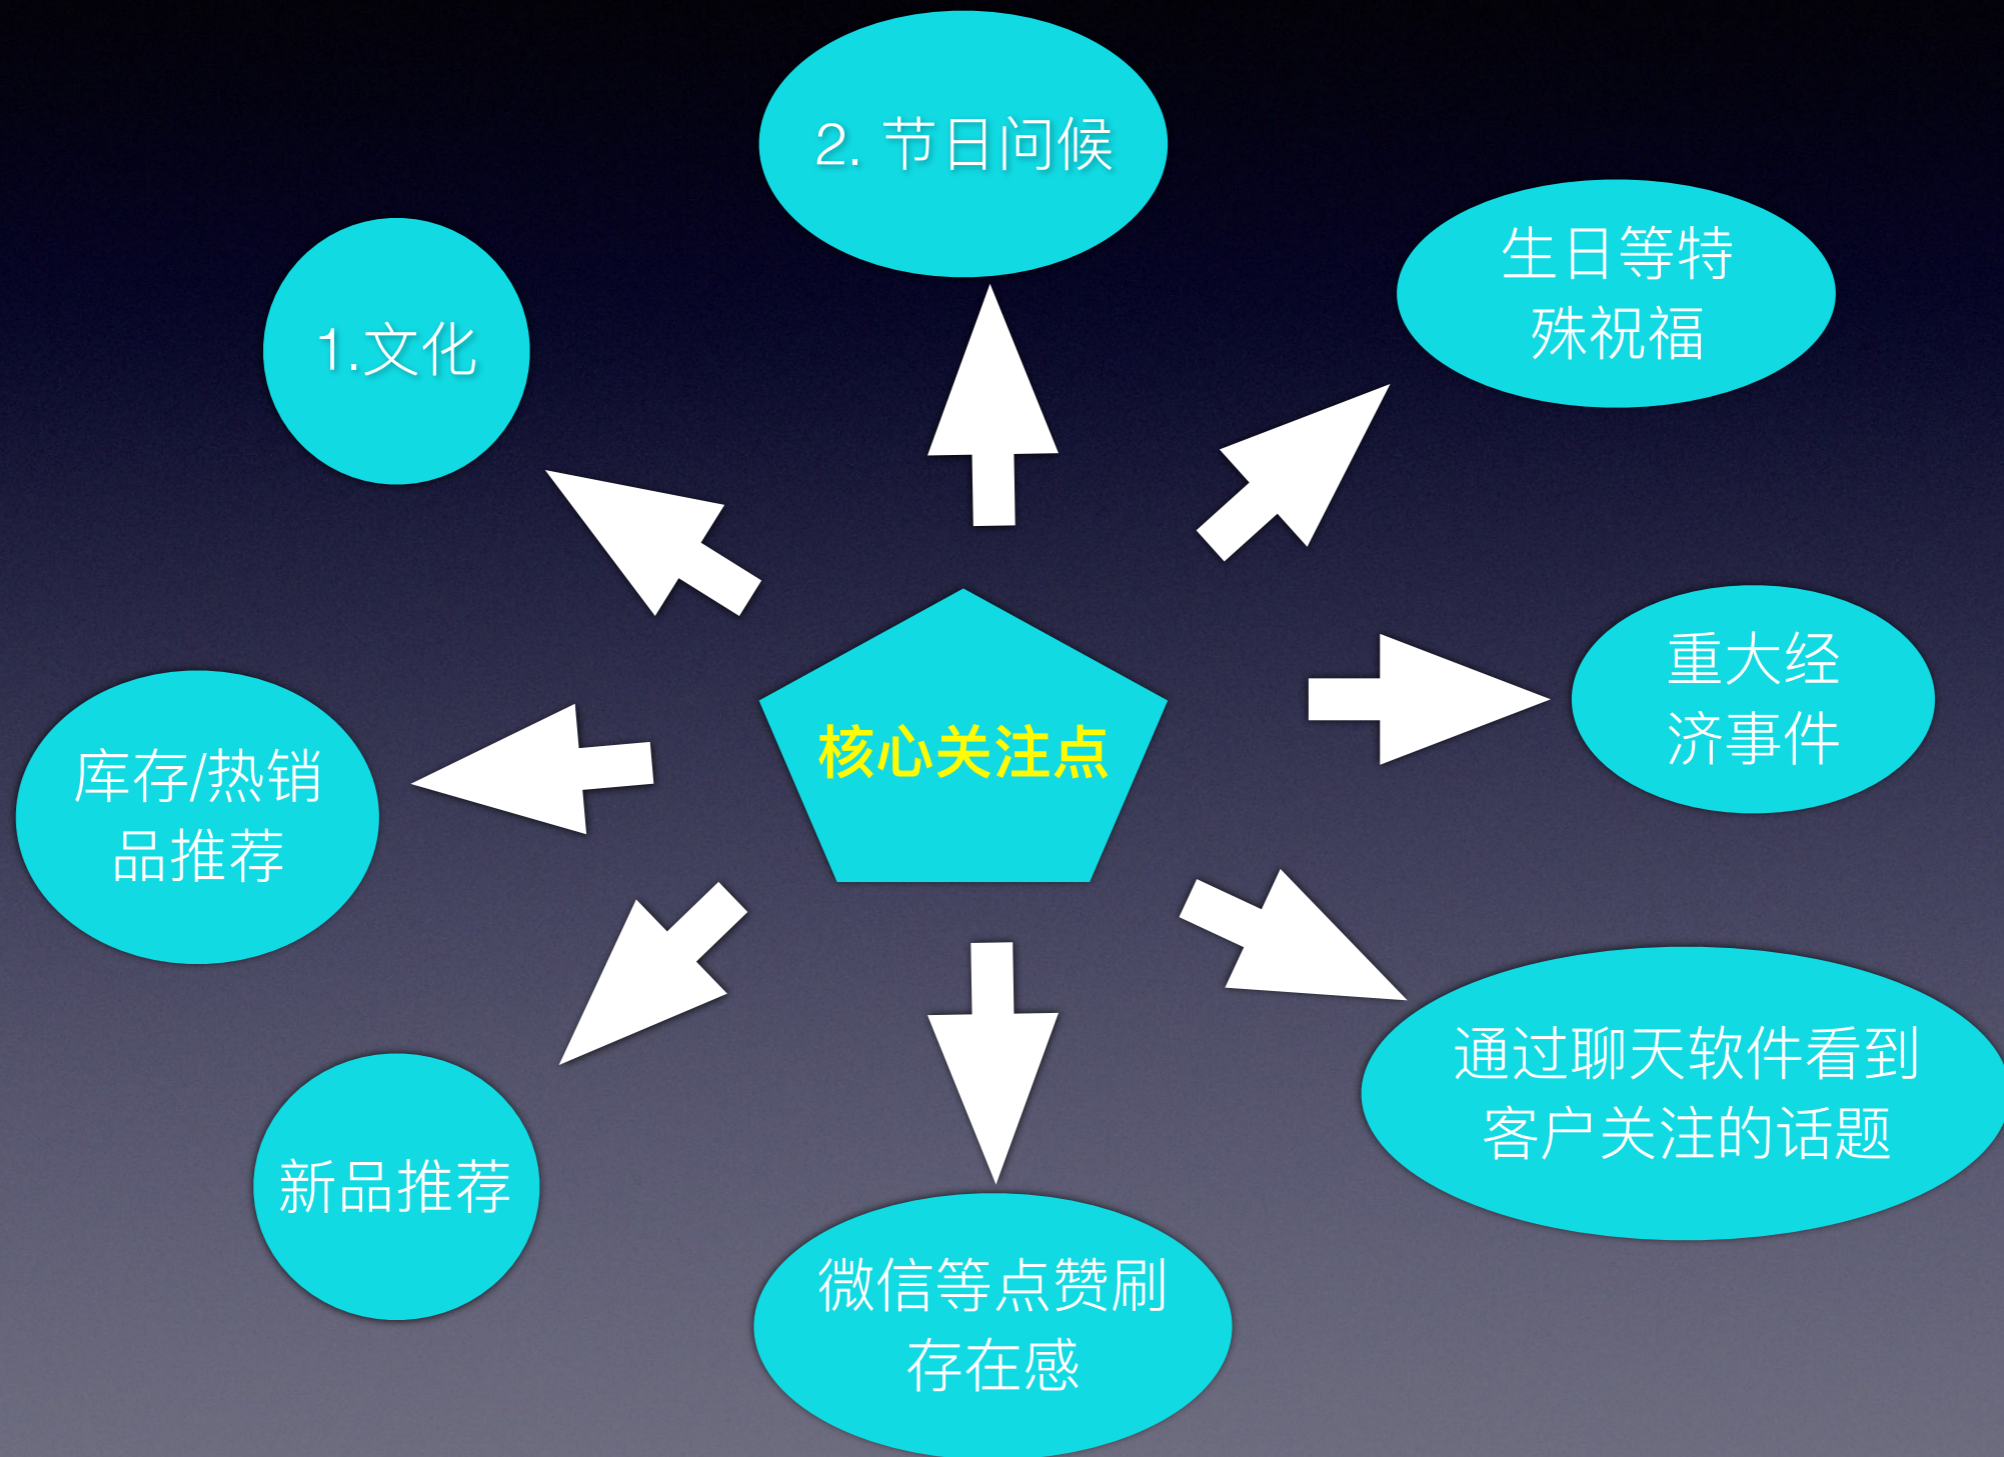 2. 节日问候
生日等特
殊祝福
1.文化
重大经
济事件
核心关注点
库存/热销
品推荐
通过聊天软件看到
客户关注的话题
新品推荐
微信等点赞刷
存在感